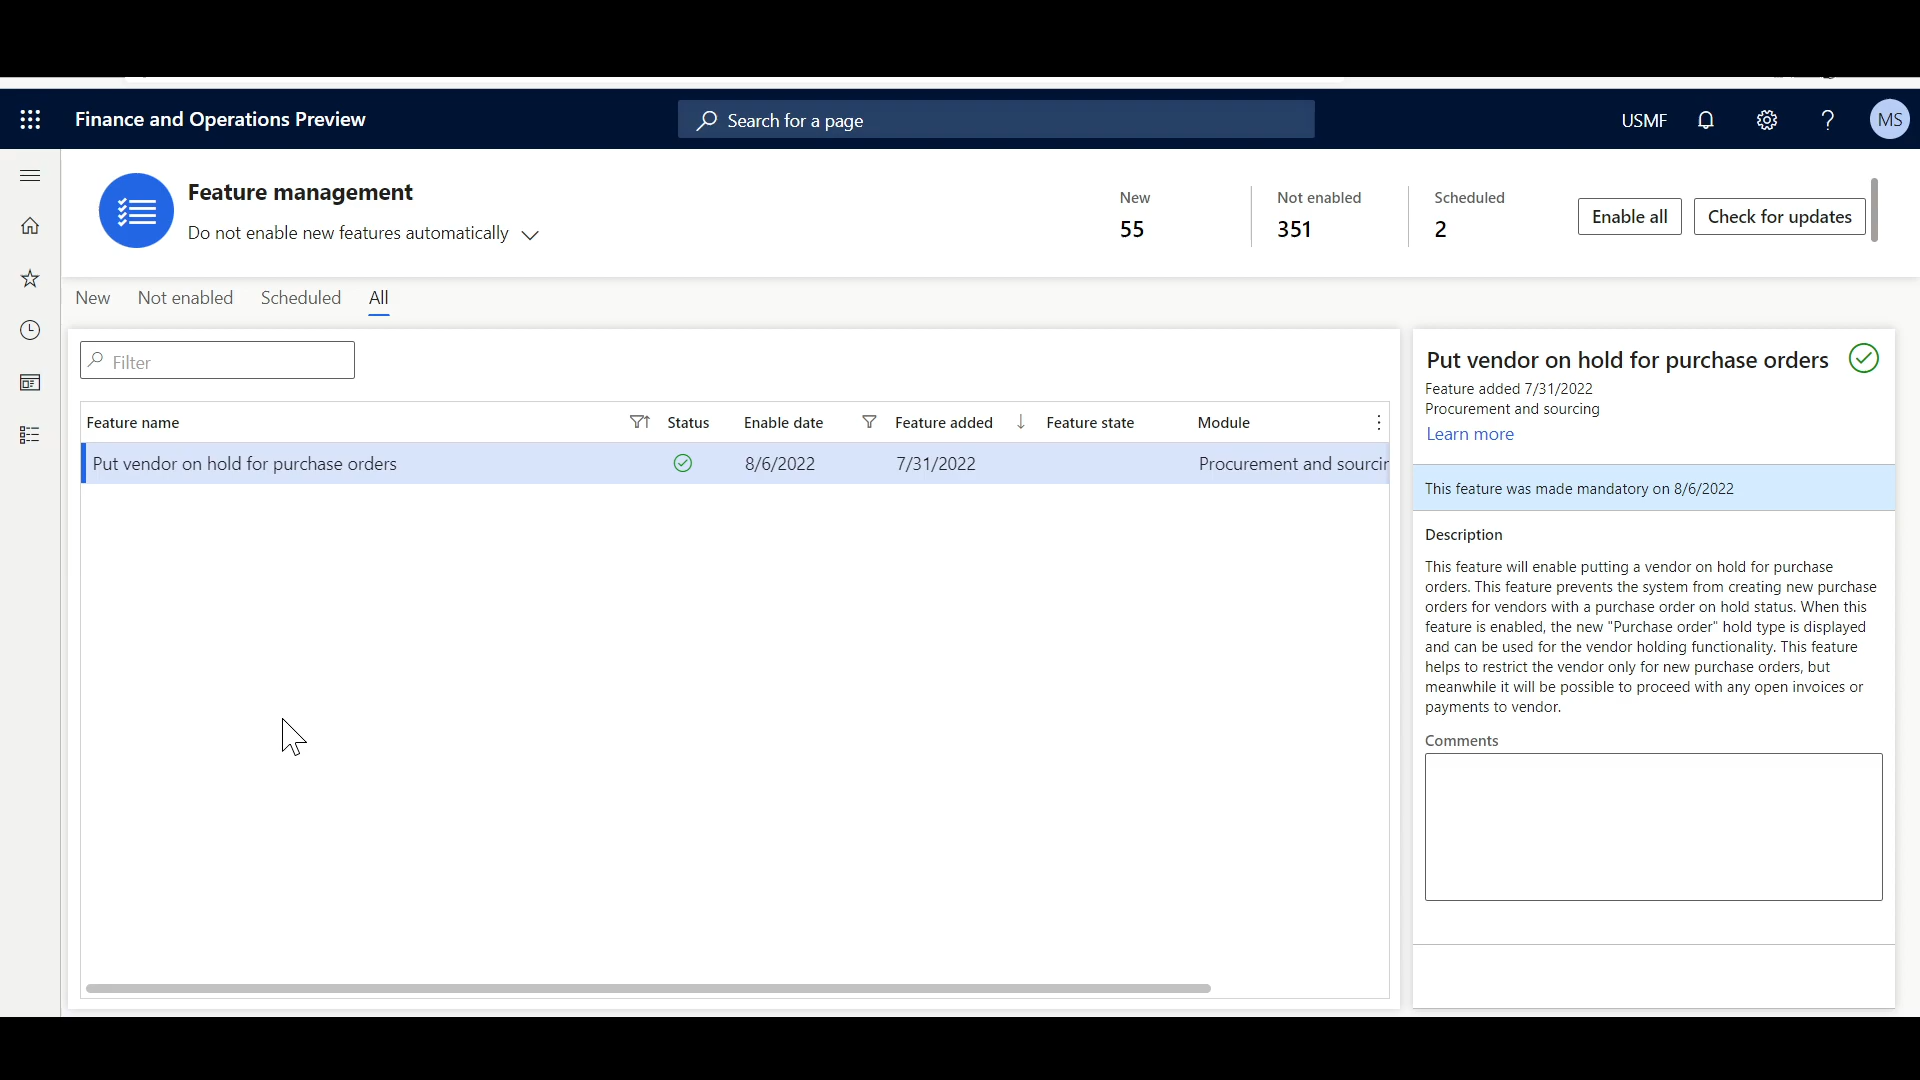 Finance and Operations Preview
Search for a page
USMF
?
MS
Feature management
Do not enable new features automatically
New
55
Not enabled
351
Scheduled
2
Enable all
Check for updates
New
Not enabled
Scheduled
All
Filter
Feature name
Status
Enable date
Feature added
Feature state
Module
Put vendor on hold for purchase orders
8/6/2022
7/31/2022
Procurement and sourcin
Put vendor on hold for purchase orders
Feature added 7/31/2022
Procurement and sourcing
Learn more
This feature was made mandatory on 8/6/2022
Description
This feature will enable putting a vendor on hold for purchase
orders. This feature prevents the system from creating new purchase
orders for vendors with a purchase order on hold status. When this
feature is enabled, the new "Purchase order" hold type is displayed
and can be used for the vendor holding functionality. This feature
helps to restrict the vendor only for new purchase orders, but
meanwhile it will be possible to proceed with any open invoices or
payments to vendor.
Comments